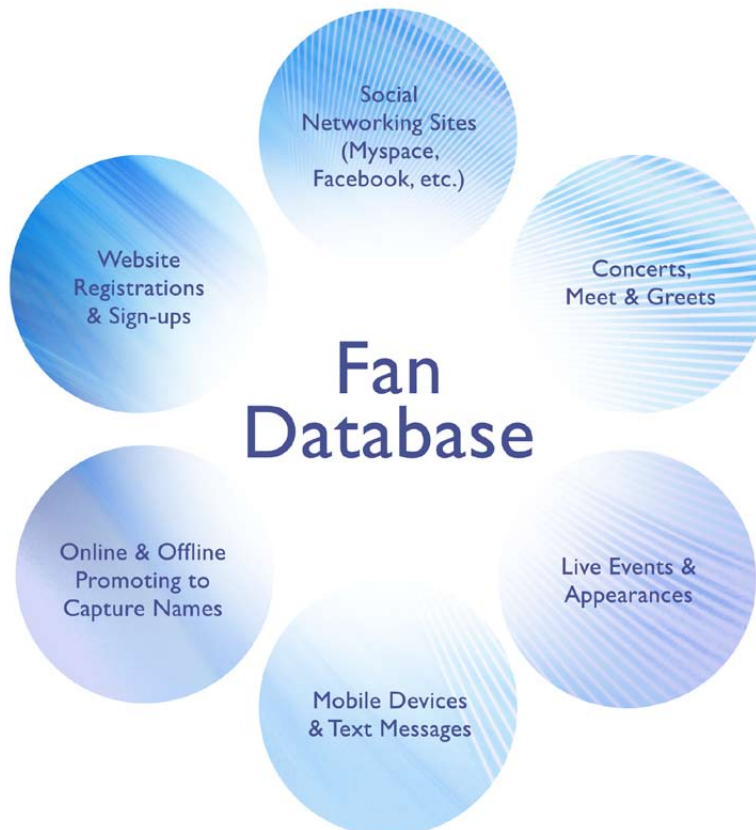 Social
Networking Sites
(Myspace,
Facebook, etc.)
Website
Registrations
& Sign-ups
Concerts,
Meet & Greets
Fan
Database
Online & Offline
Promoting to
Capture Names
Live Events &
Appearances
Mobile Devices
& Text Messages